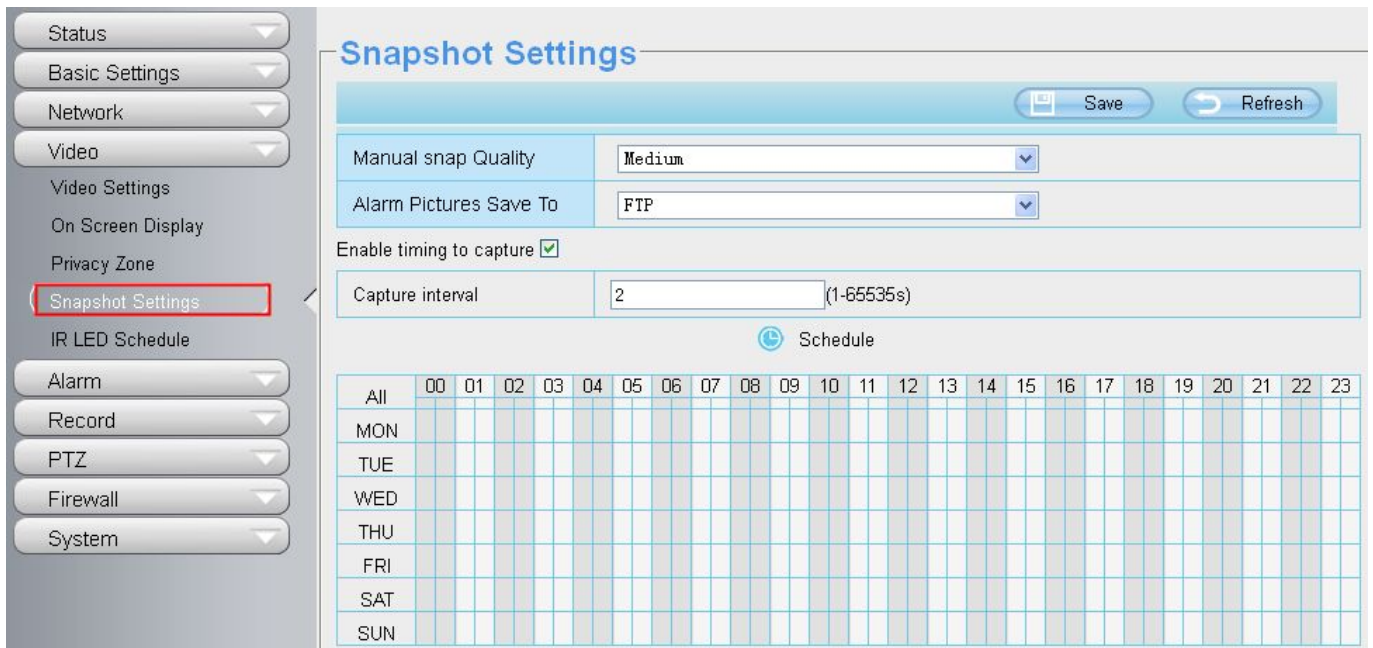 Status
Basic Settings
Network
Video
Video Settings
On Screen Display
Privacy Zone
Snapshot Settings
IR LED Schedule
Alarm
Record
PTZ
Firewall
System
Snapshot Settings
Save Refresh
Manual snap Quality Medium
Alarm Pictures Save To FTP
Enable timing to capture
Capture interval 2 (1-65535s)
Schedule
All 00 01 02 03 04 05 06 07 08 09 10 11 12 13 14 15 16 17 18 19 20 21 22 23
MON
TUE
WED
THU
FRI
SAT
SUN